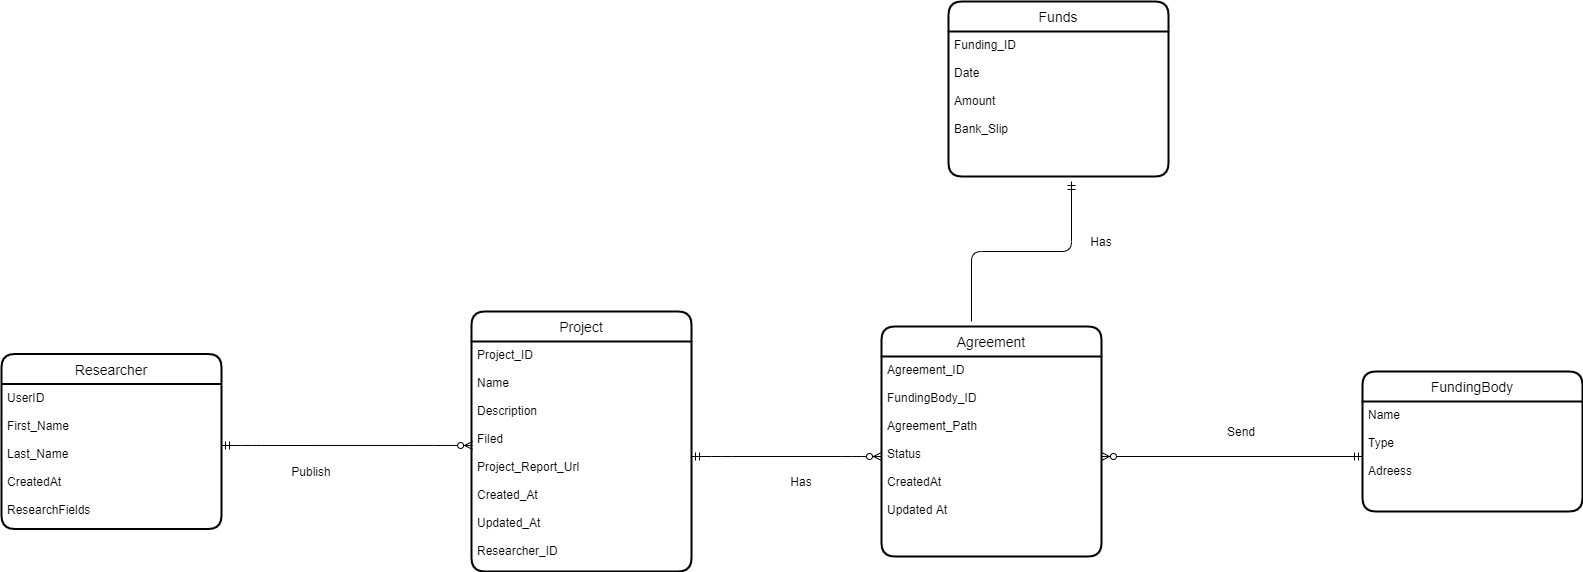 Funds
Funding_ID
Date
Amount
Bank_Slip
Has
Researcher
UserID
First_Name
Last_Name
CreatedAt
ResearchFields
Publish
Project
Project_ID
Name
Description
Filed
Project_Report_Url
Created_At
Updated_At
Researcher_ID
Has
Agreement
Agreement_ID
FundingBody_ID
Agreement_Path
Status
CreatedAt
Updated At
Send
FundingBody
Name
Type
Adreess